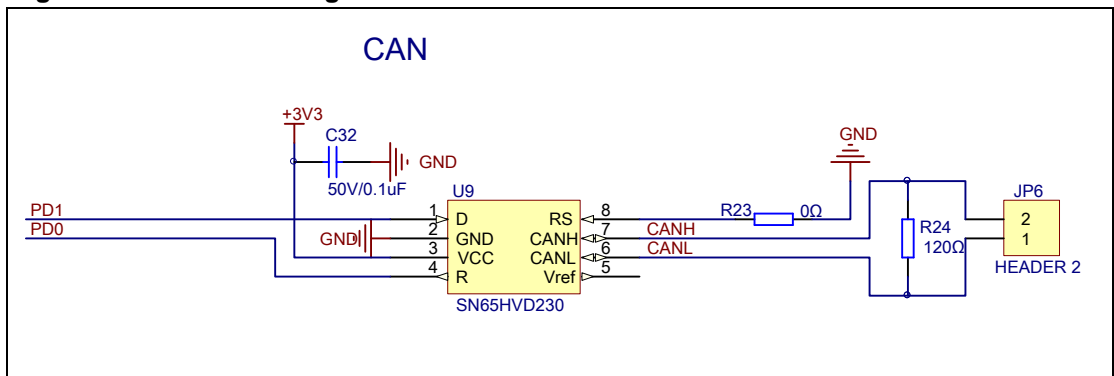 CAN
+3V3
C32
GND
50V/0.1uF
GND
U9
JP6
PD1
PD0
1 D
2 GND
3 VCC
4 R
GND
RS 8
CANH 7
CANL 6
Vref 5
SN65HVD230
R23
0Ω
CANH
CANL
R24
120Ω
2
1
HEADER 2